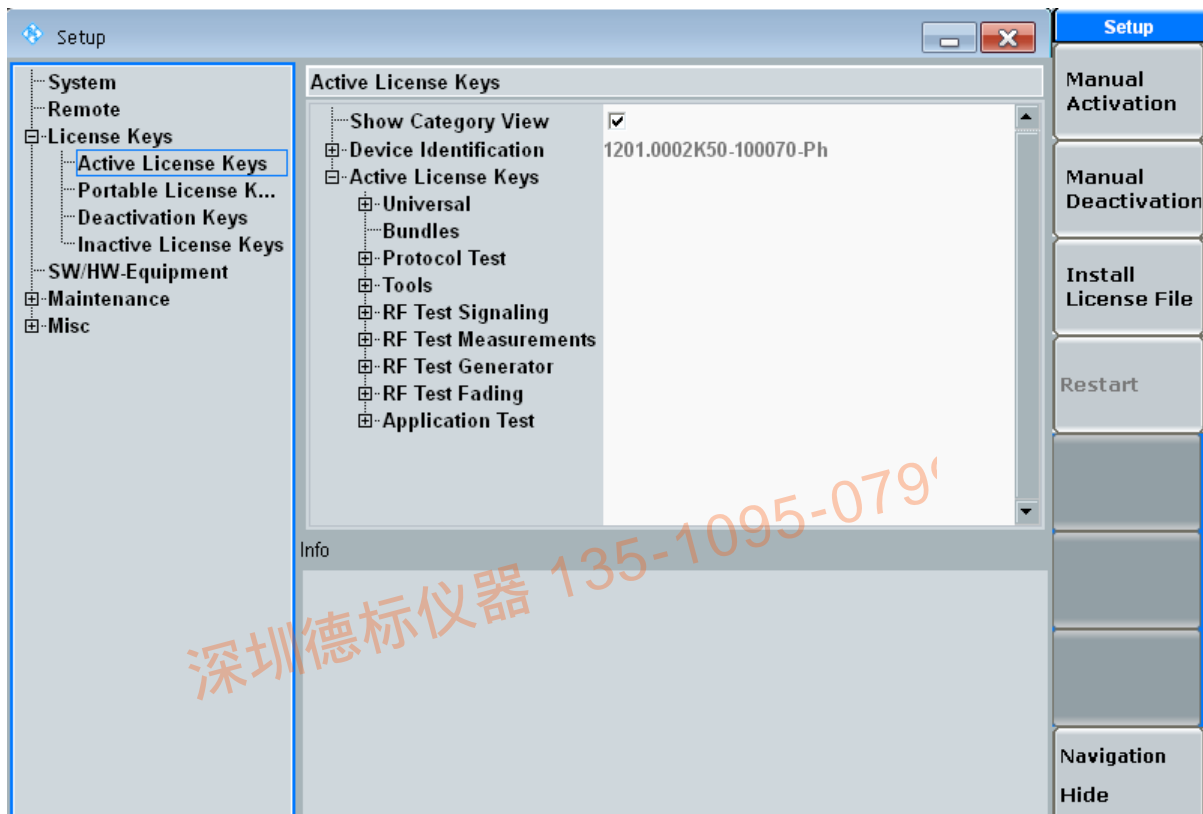 Setup
System
Remote
License Keys
Active License Keys
Portable License K...
Deactivation Keys
Inactive License Keys
SW/HW-Equipment
Maintenance
Misc
Active License Keys
Show Category View
Device Identification 1201.0002K50-100070-Ph
Active License Keys
Universal
Bundles
Protocol Test
Tools
RF Test Signaling
RF Test Measurements
RF Test Generator
RF Test Fading
Application Test
Info
深圳德标仪器 135-1095-079
Setup
Manual
Activation
Manual
Deactivation
Install
License File
Restart
Navigation
Hide